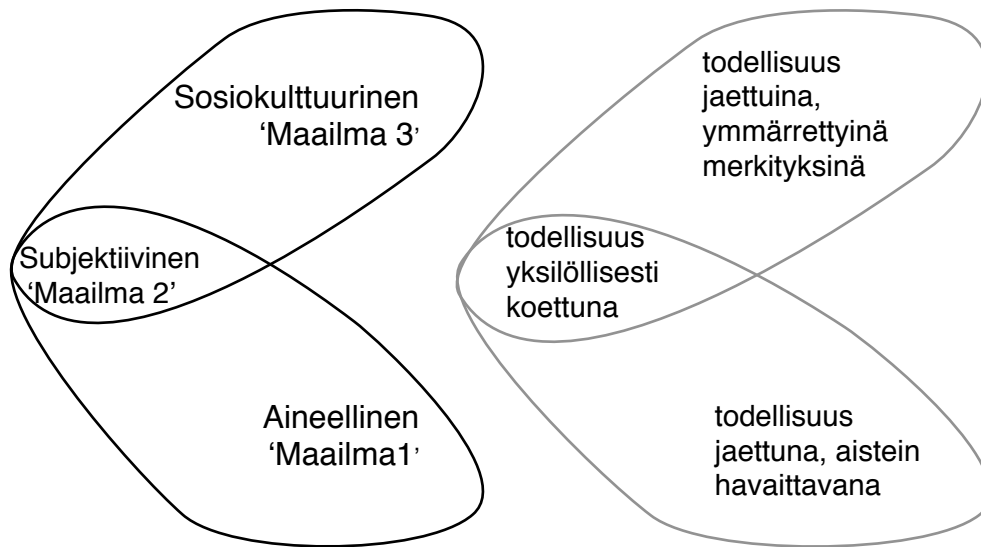 Sosiokulttuurinen
‘Maailma 3’
Subjektiivinen
‘Maailma 2’
Aineellinen
‘Maailma1’
todellisuus
jaettuina,
ymmärrettyinä
merkityksinä
todellisuus
yksilöllisesti
koettuna
todellisuus
jaettuna, aistein
havaittavana